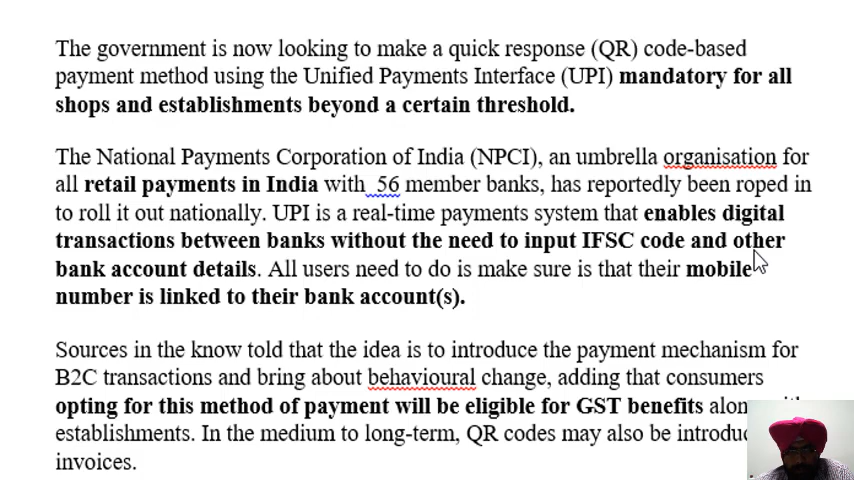 The government is now looking to make a quick response (QR) code-based
payment method using the Unified Payments Interface (UPI) mandatory for all
shops and establishments beyond a certain threshold.
The National Payments Corporation of India (NPCI), an umbrella organisation for
all retail payments in India with 56 member banks, has reportedly been roped in
to roll it out nationally. UPI is a real-time payments system that enables digital
transactions between banks without the need to input IFSC code and other
bank account details. All users need to do is make sure is that their mobile
number is linked to their bank account(s).
Sources in the know told that the idea is to introduce the payment mechanism for
B2C transactions and bring about behavioural change, adding that consumers
opting for this method of payment will be eligible for GST benefits
establishments. In the medium to long-term, QR codes may also be
invoices.